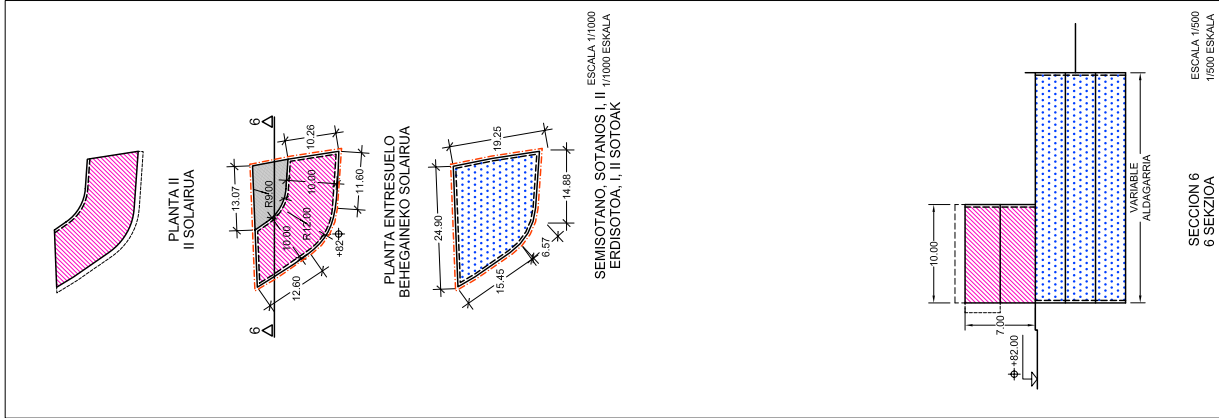 PLANTA II
II SOLAIRUA
6
6
13.07
10.26
R9.00
10.00
10.00
R12.00
11.60
12.60
+82
PLANTA ENTRESUELO
BEHEGAINEKO SOLAIRUA
24.90
19.25
14.88
6.57
15.45
SEMISOTANO, SOTANOS I, II
ERDISOTOA, I, II SOTOAK
ESCALA 1/1000
1/1000 ESKALA
10.00
7.00
+82.00
VARIABLE
ALDAGARRIA
SECCION 6
6 SEKZIOA
ESCALA 1/500
1/500 ESKALA